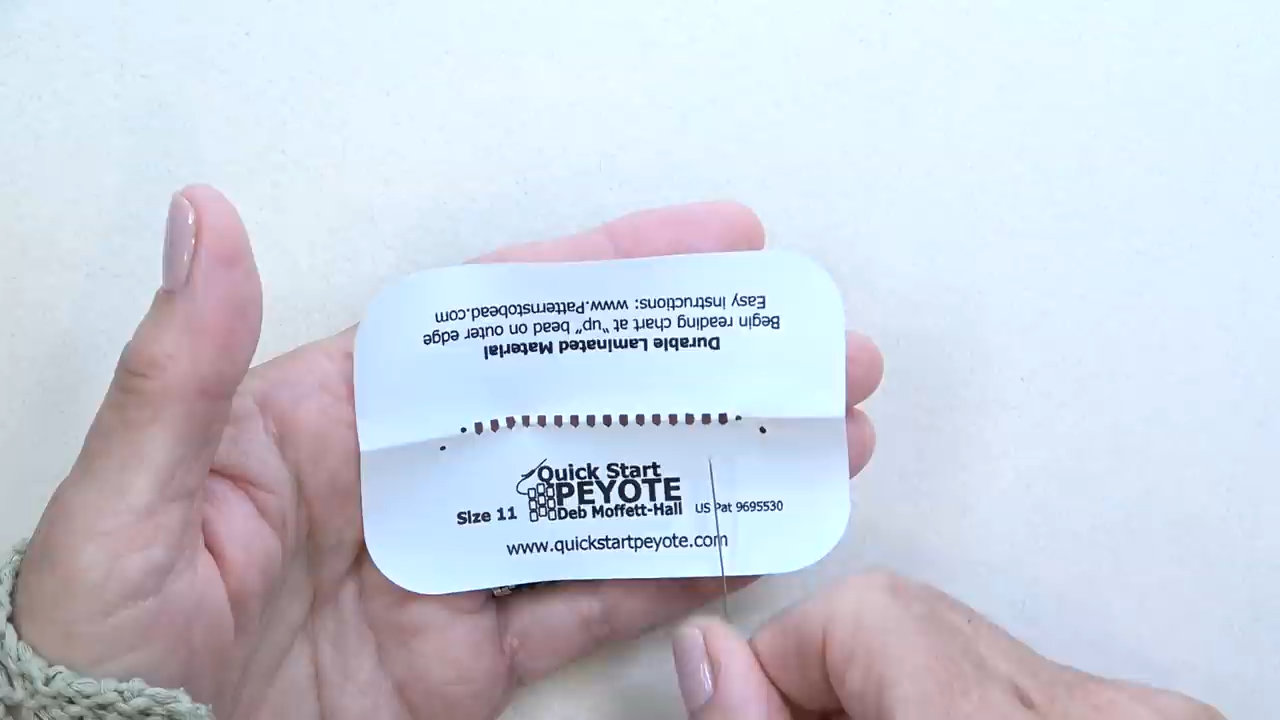 Durable Laminated Material
Begin reading chart at "up" bead on outer edge
Easy instructions: www.Patternstobead.com
Quick Start
PEYOTE
Size 11
Deb Moffett-Hall
US Pat 9695530
www.quickstartpeyote.com